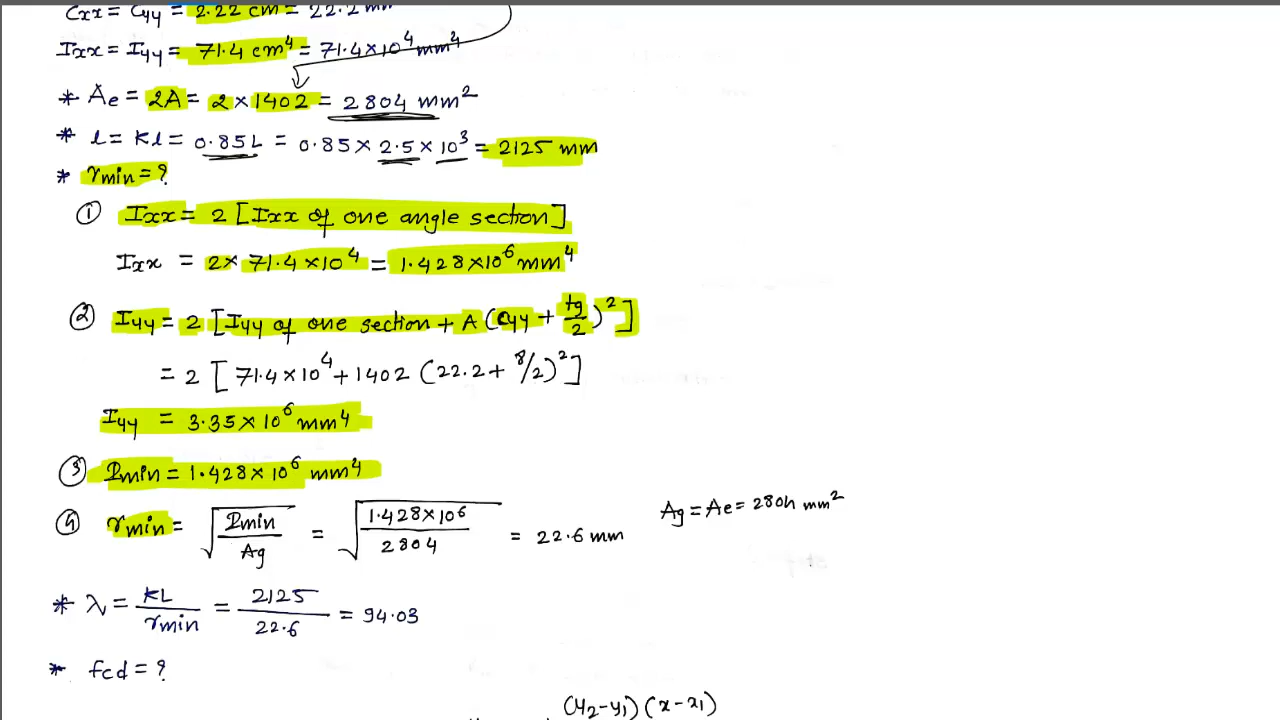 Cxx = Cyy = 2.22 cm = 22.2 mm
Ixx = Iyy = 71.4 cm⁴ = 71.4×10⁴ mm⁴
* Ae = 2A = 2 × 1402 = 2804 mm²
* l = Kl = 0.85L = 0.85 × 2.5 × 10³ = 2125 mm
* rmin = ?
① Ixx = 2 [Ixx of one angle section]
Ixx = 2× 71.4×10⁴ = 1.428×10⁶ mm⁴
② Iyy = 2 [Iyy of one section + A (Cyy + tg/2)²]
= 2 [71.4×10⁴ + 1402 (22.2 + 8/2)²]
Iyy = 3.35×10⁶ mm⁴
③ Imin = 1.428×10⁶ mm⁴
④ rmin = √(Imin/Ag) = √(1.428×10⁶/2804) = 22.6 mm
Ag = Ae = 2804 mm²
* λ = KL/rmin = 2125/22.6 = 94.03
* fcd = ?
(y2-y1) (x-x1)